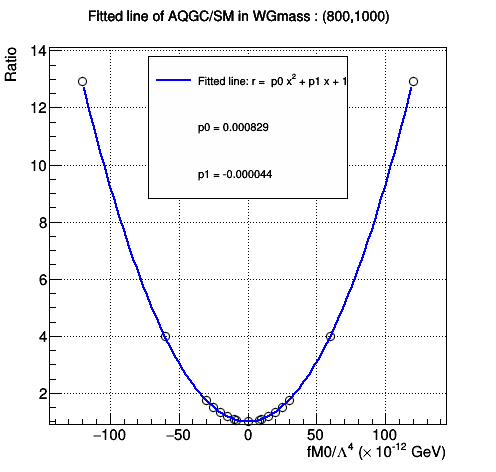 FItted line of AQGC/SM in WGmass : (800,1000)
Ratio
14
12
10
8
6
4
2
Fitted line: r = p0 x² + p1 x + 1
p0 = 0.000829
p1 = -0.000044
−100 −50 0 50 100
fM0/Λ⁴ (× 10⁻¹² GeV)